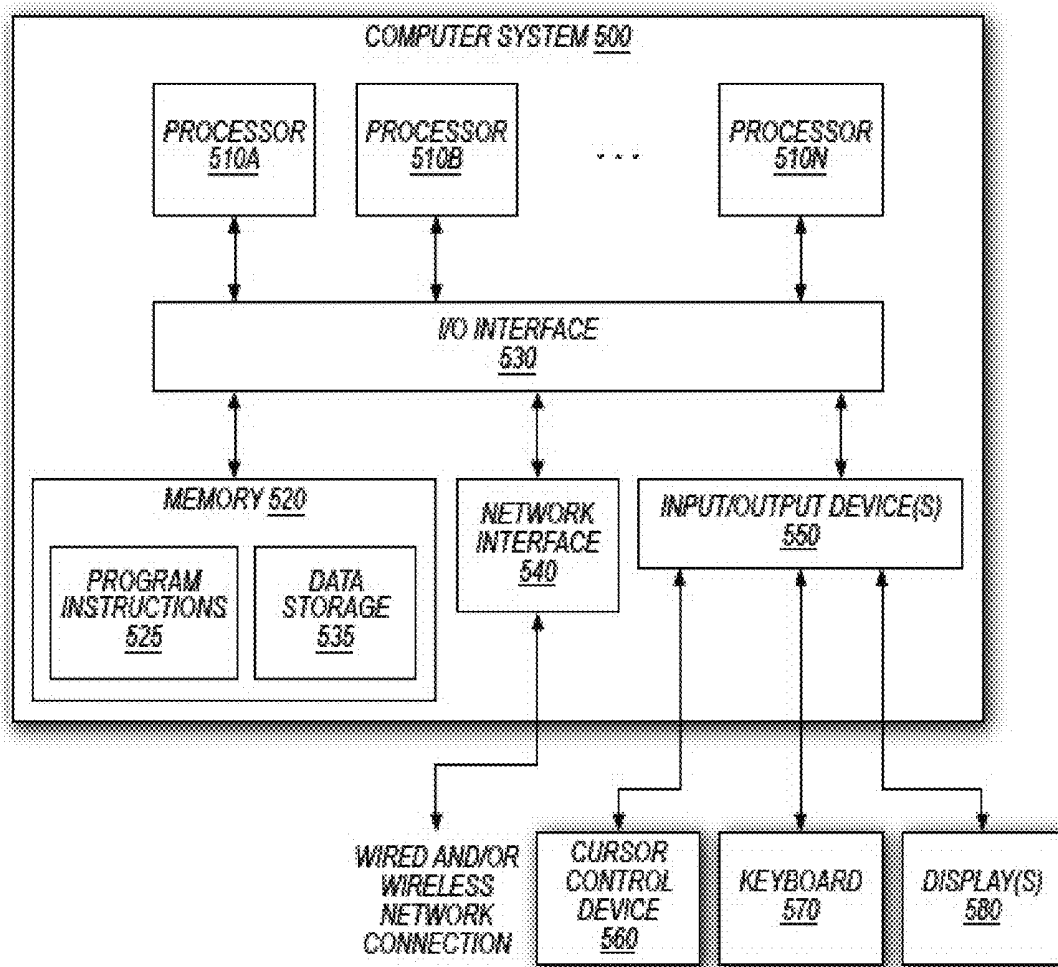 COMPUTER SYSTEM 500
PROCESSOR
510A
PROCESSOR
510B
. . .
PROCESSOR
510N
I/O INTERFACE
530
MEMORY 520
PROGRAM
INSTRUCTIONS
525
DATA
STORAGE
535
NETWORK
INTERFACE
540
INPUT/OUTPUT DEVICE(S)
550
WIRED AND/OR
WIRELESS
NETWORK
CONNECTION
CURSOR
CONTROL
DEVICE
560
KEYBOARD
570
DISPLAY(S)
580